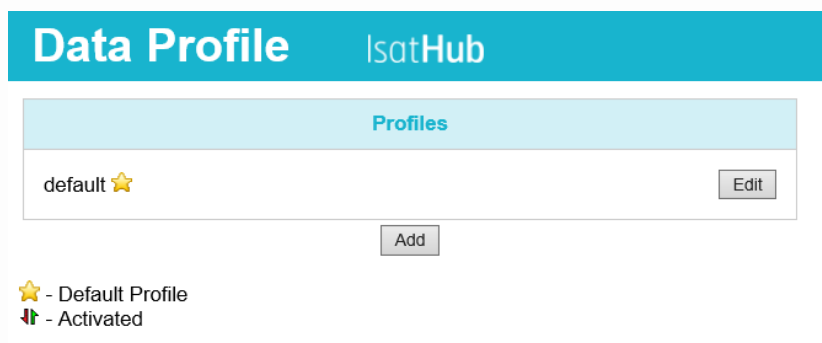 Data Profile IsatHub
Profiles
default Edit
Add
- Default Profile
- Activated